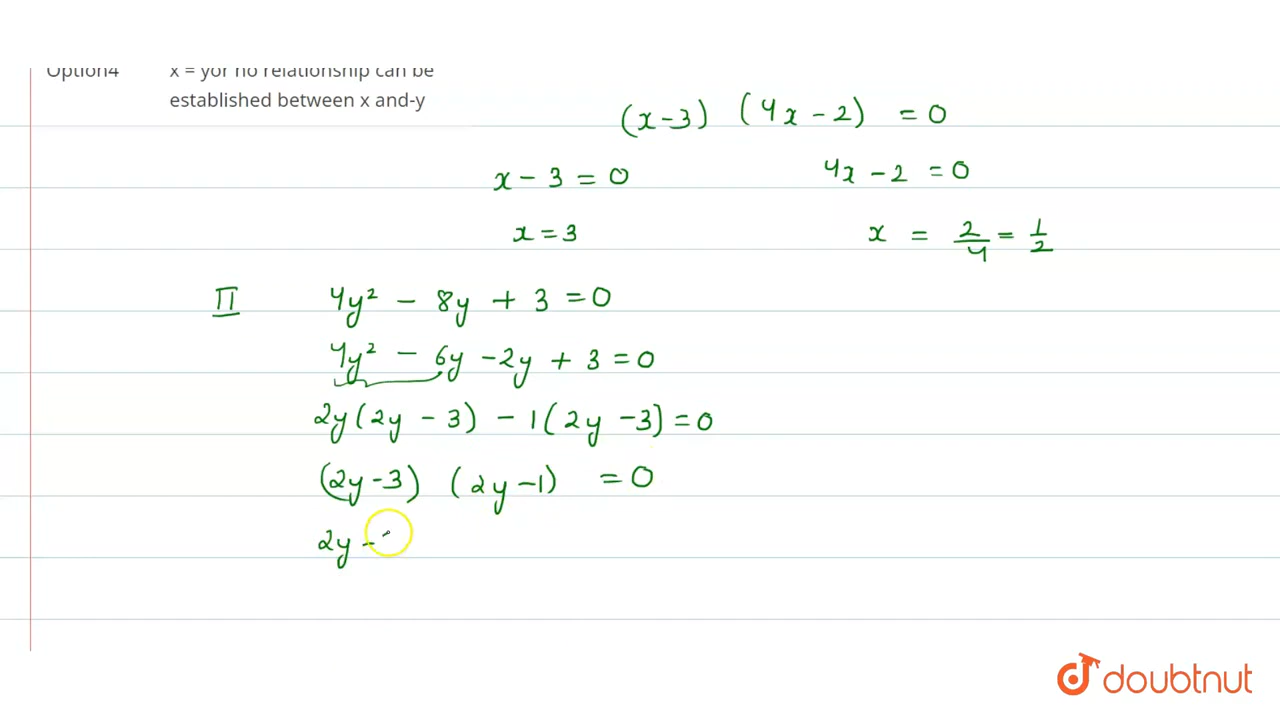 Option4 x = yor no relationship can be
established between x and-y
(x-3) (4x-2) = 0
x-3=0 4x-2=0
x=3 x = 2/4 = 1/2
II 4y² - 8y + 3 = 0
4y² - 6y - 2y + 3 = 0
2y(2y-3) - 1(2y-3) = 0
(2y-3) (2y-1) = 0
2y -
doubtnut